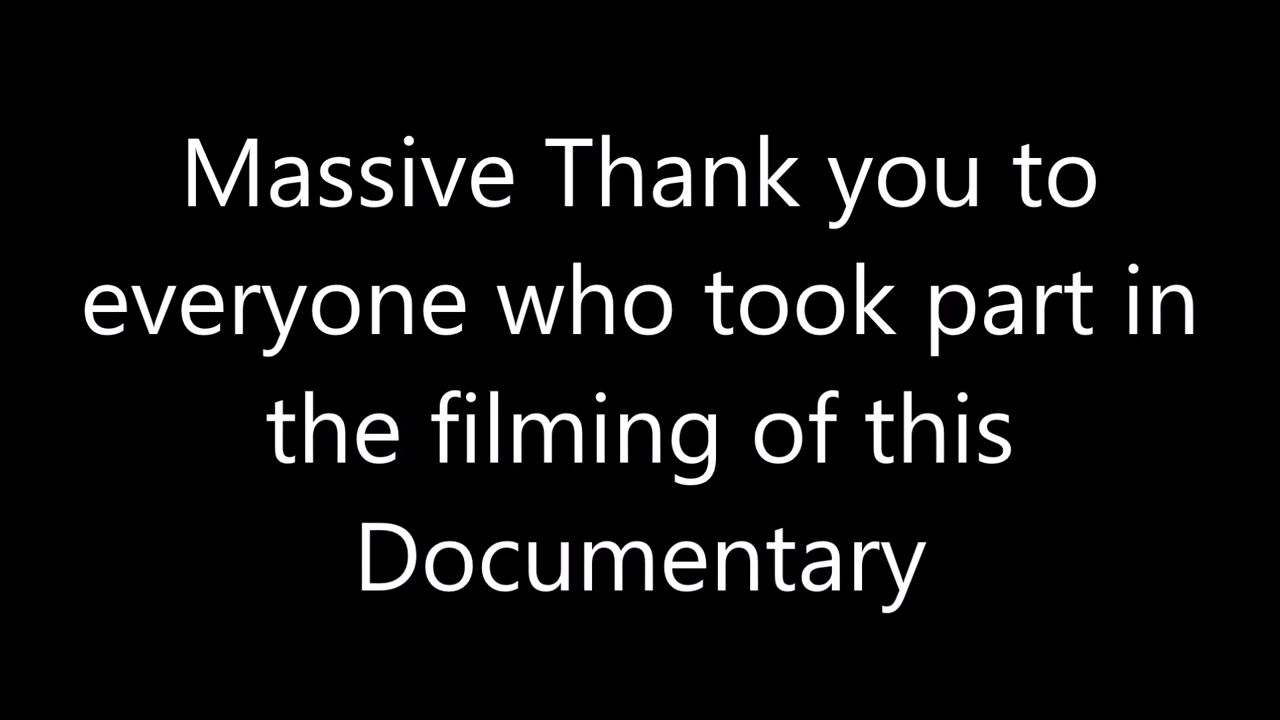 Massive Thank you to
everyone who took part in
the filming of this
Documentary